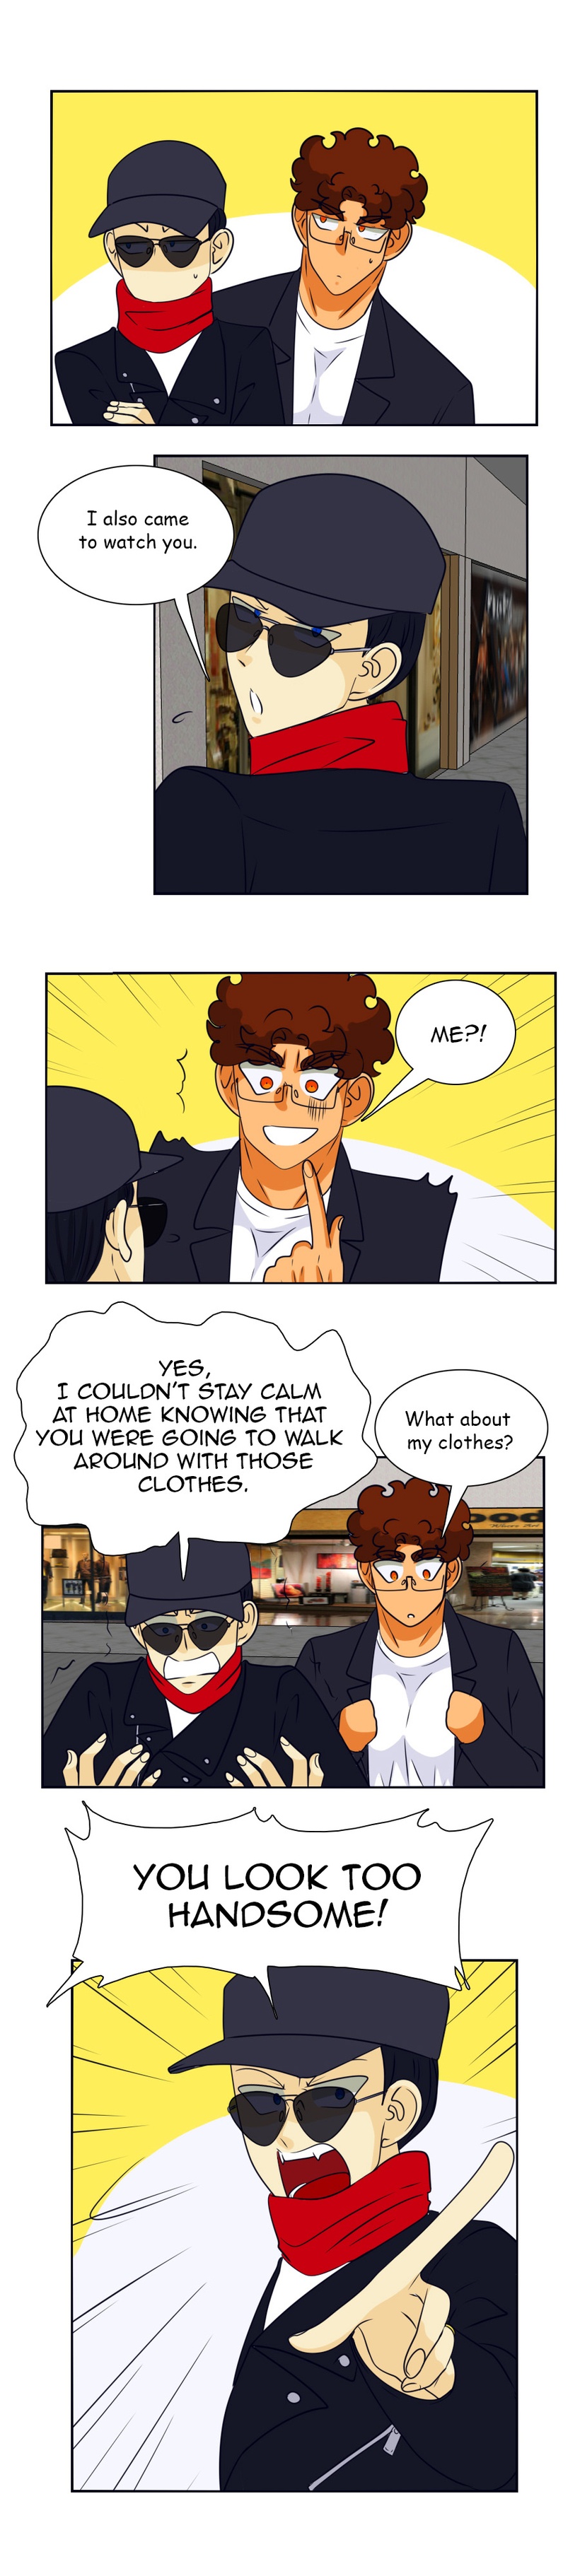 I also came
to watch you.
ME?!
YES,
I COULDN'T STAY CALM
AT HOME KNOWING THAT
YOU WERE GOING TO WALK
AROUND WITH THOSE
CLOTHES.
What about
my clothes?
YOU LOOK TOO
HANDSOME!